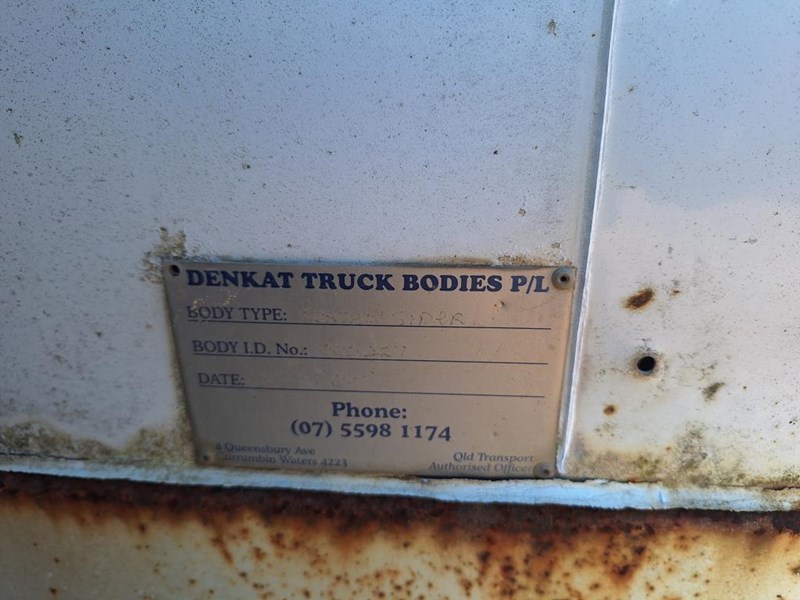 DENKAT TRUCK BODIES P/L
BODY TYPE:
BODY I.D. No.:
DATE:
Phone:
(07) 5598 1174
4 Queensbury Ave
Currumbin Waters 4223
Qld Transport
Authorised Officer